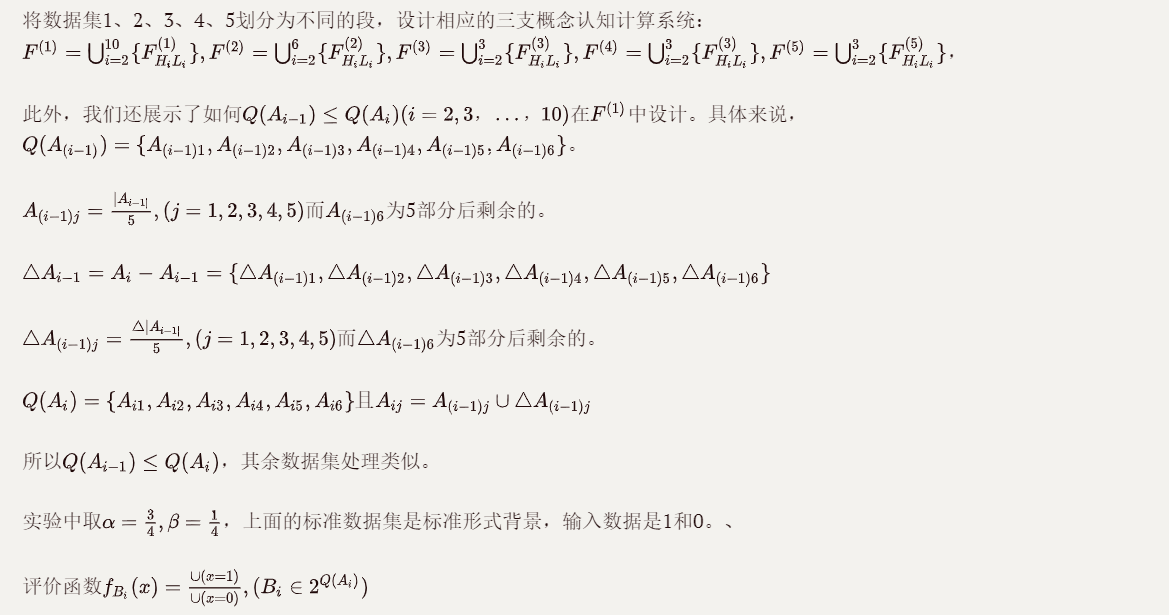 将数据集1、2、3、4、5划分为不同的段，设计相应的三支概念认知计算系统：
$F^{(1)} = \bigcup_{i=2}^{10}\{F_{H_iL_i}^{(1)}\}, F^{(2)} = \bigcup_{i=2}^{6}\{F_{H_iL_i}^{(2)}\}, F^{(3)} = \bigcup_{i=2}^{3}\{F_{H_iL_i}^{(3)}\}, F^{(4)} = \bigcup_{i=2}^{3}\{F_{H_iL_i}^{(3)}\}, F^{(5)} = \bigcup_{i=2}^{3}\{F_{H_iL_i}^{(5)}\}$，
此外，我们还展示了如何$Q(A_{i-1}) \leq Q(A_i)(i = 2, 3，\ldots，10)$在$F^{(1)}$中设计。具体来说，
$Q(A_{(i-1)}) = \{A_{(i-1)1}, A_{(i-1)2}, A_{(i-1)3}, A_{(i-1)4}, A_{(i-1)5}, A_{(i-1)6}\}$。
$A_{(i-1)j} = \frac{|A_{i-1}|}{5}, (j = 1, 2, 3, 4, 5)$而$A_{(i-1)6}$为5部分后剩余的。
$\triangle A_{i-1} = A_i - A_{i-1} = \{\triangle A_{(i-1)1}, \triangle A_{(i-1)2}, \triangle A_{(i-1)3}, \triangle A_{(i-1)4}, \triangle A_{(i-1)5}, \triangle A_{(i-1)6}\}$
$\triangle A_{(i-1)j} = \frac{\triangle |A_{i-1}|}{5}, (j = 1, 2, 3, 4, 5)$而$\triangle A_{(i-1)6}$为5部分后剩余的。
$Q(A_i) = \{A_{i1}, A_{i2}, A_{i3}, A_{i4}, A_{i5}, A_{i6}\}$且$A_{ij} = A_{(i-1)j} \cup \triangle A_{(i-1)j}$
所以$Q(A_{i-1}) \leq Q(A_i)$，其余数据集处理类似。
实验中取$\alpha = \frac{3}{4}, \beta = \frac{1}{4}$，上面的标准数据集是标准形式背景，输入数据是1和0。、
评价函数$f_{B_i}(x) = \frac{\cup(x=1)}{\cup(x=0)}, (B_i \in 2^{Q(A_i)})$